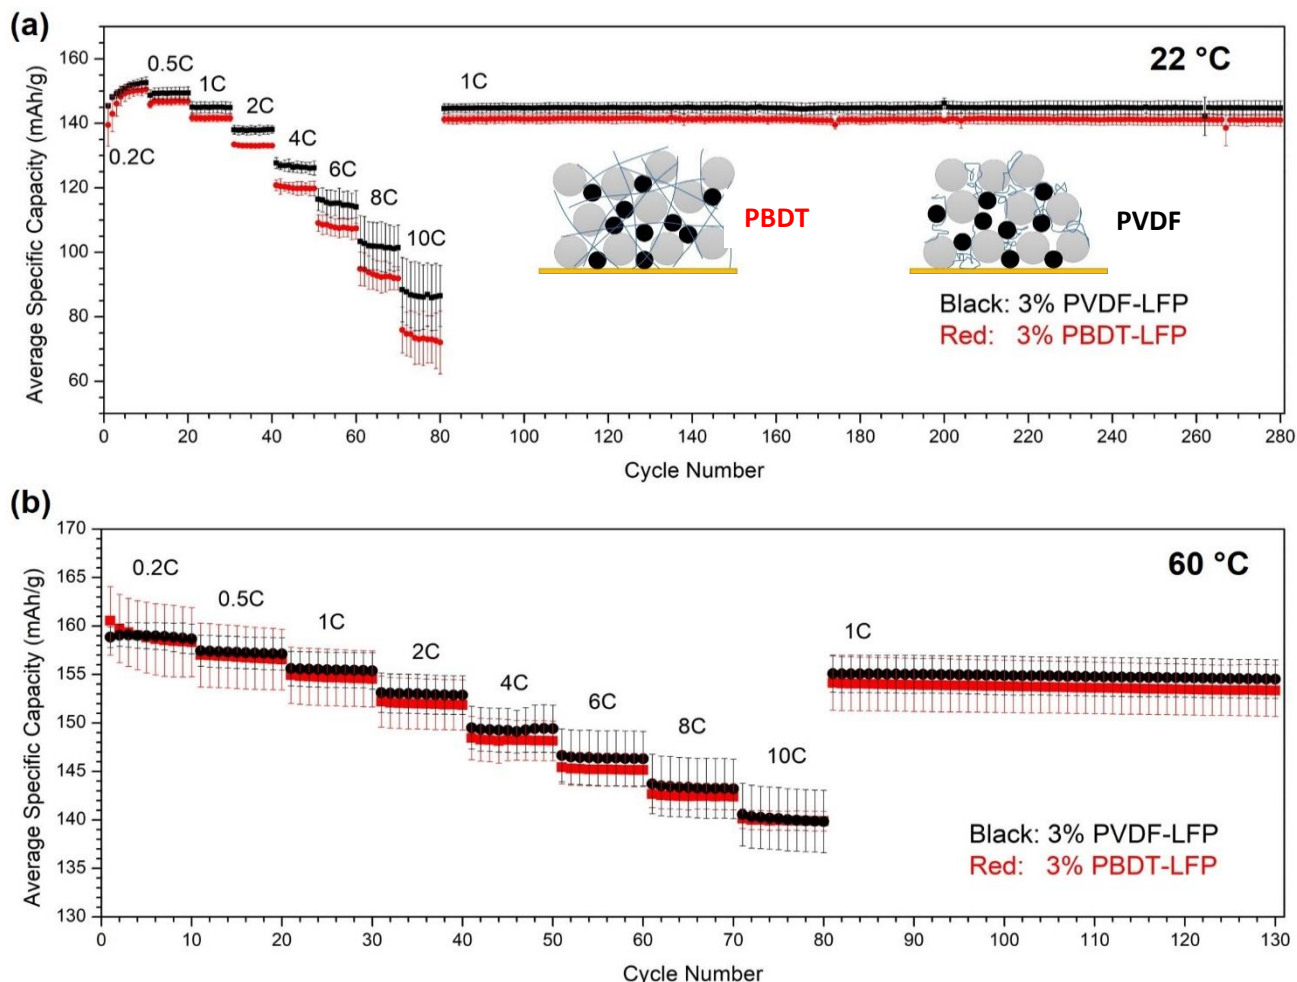 (a)
22 °C
Average Specific Capacity (mAh/g)
160
140
120
100
80
60
0.2C
0.5C
1C
2C
4C
6C
8C
10C
1C
PBDT
PVDF
Black: 3% PVDF-LFP
Red: 3% PBDT-LFP
0 20 40 60 80 100 120 140 160 180 200 220 240 260 280
Cycle Number
(b)
60 °C
Average Specific Capacity (mAh/g)
170
165
160
155
150
145
140
135
130
0.2C
0.5C
1C
2C
4C
6C
8C
10C
1C
Black: 3% PVDF-LFP
Red: 3% PBDT-LFP
0 10 20 30 40 50 60 70 80 90 100 110 120 130
Cycle Number